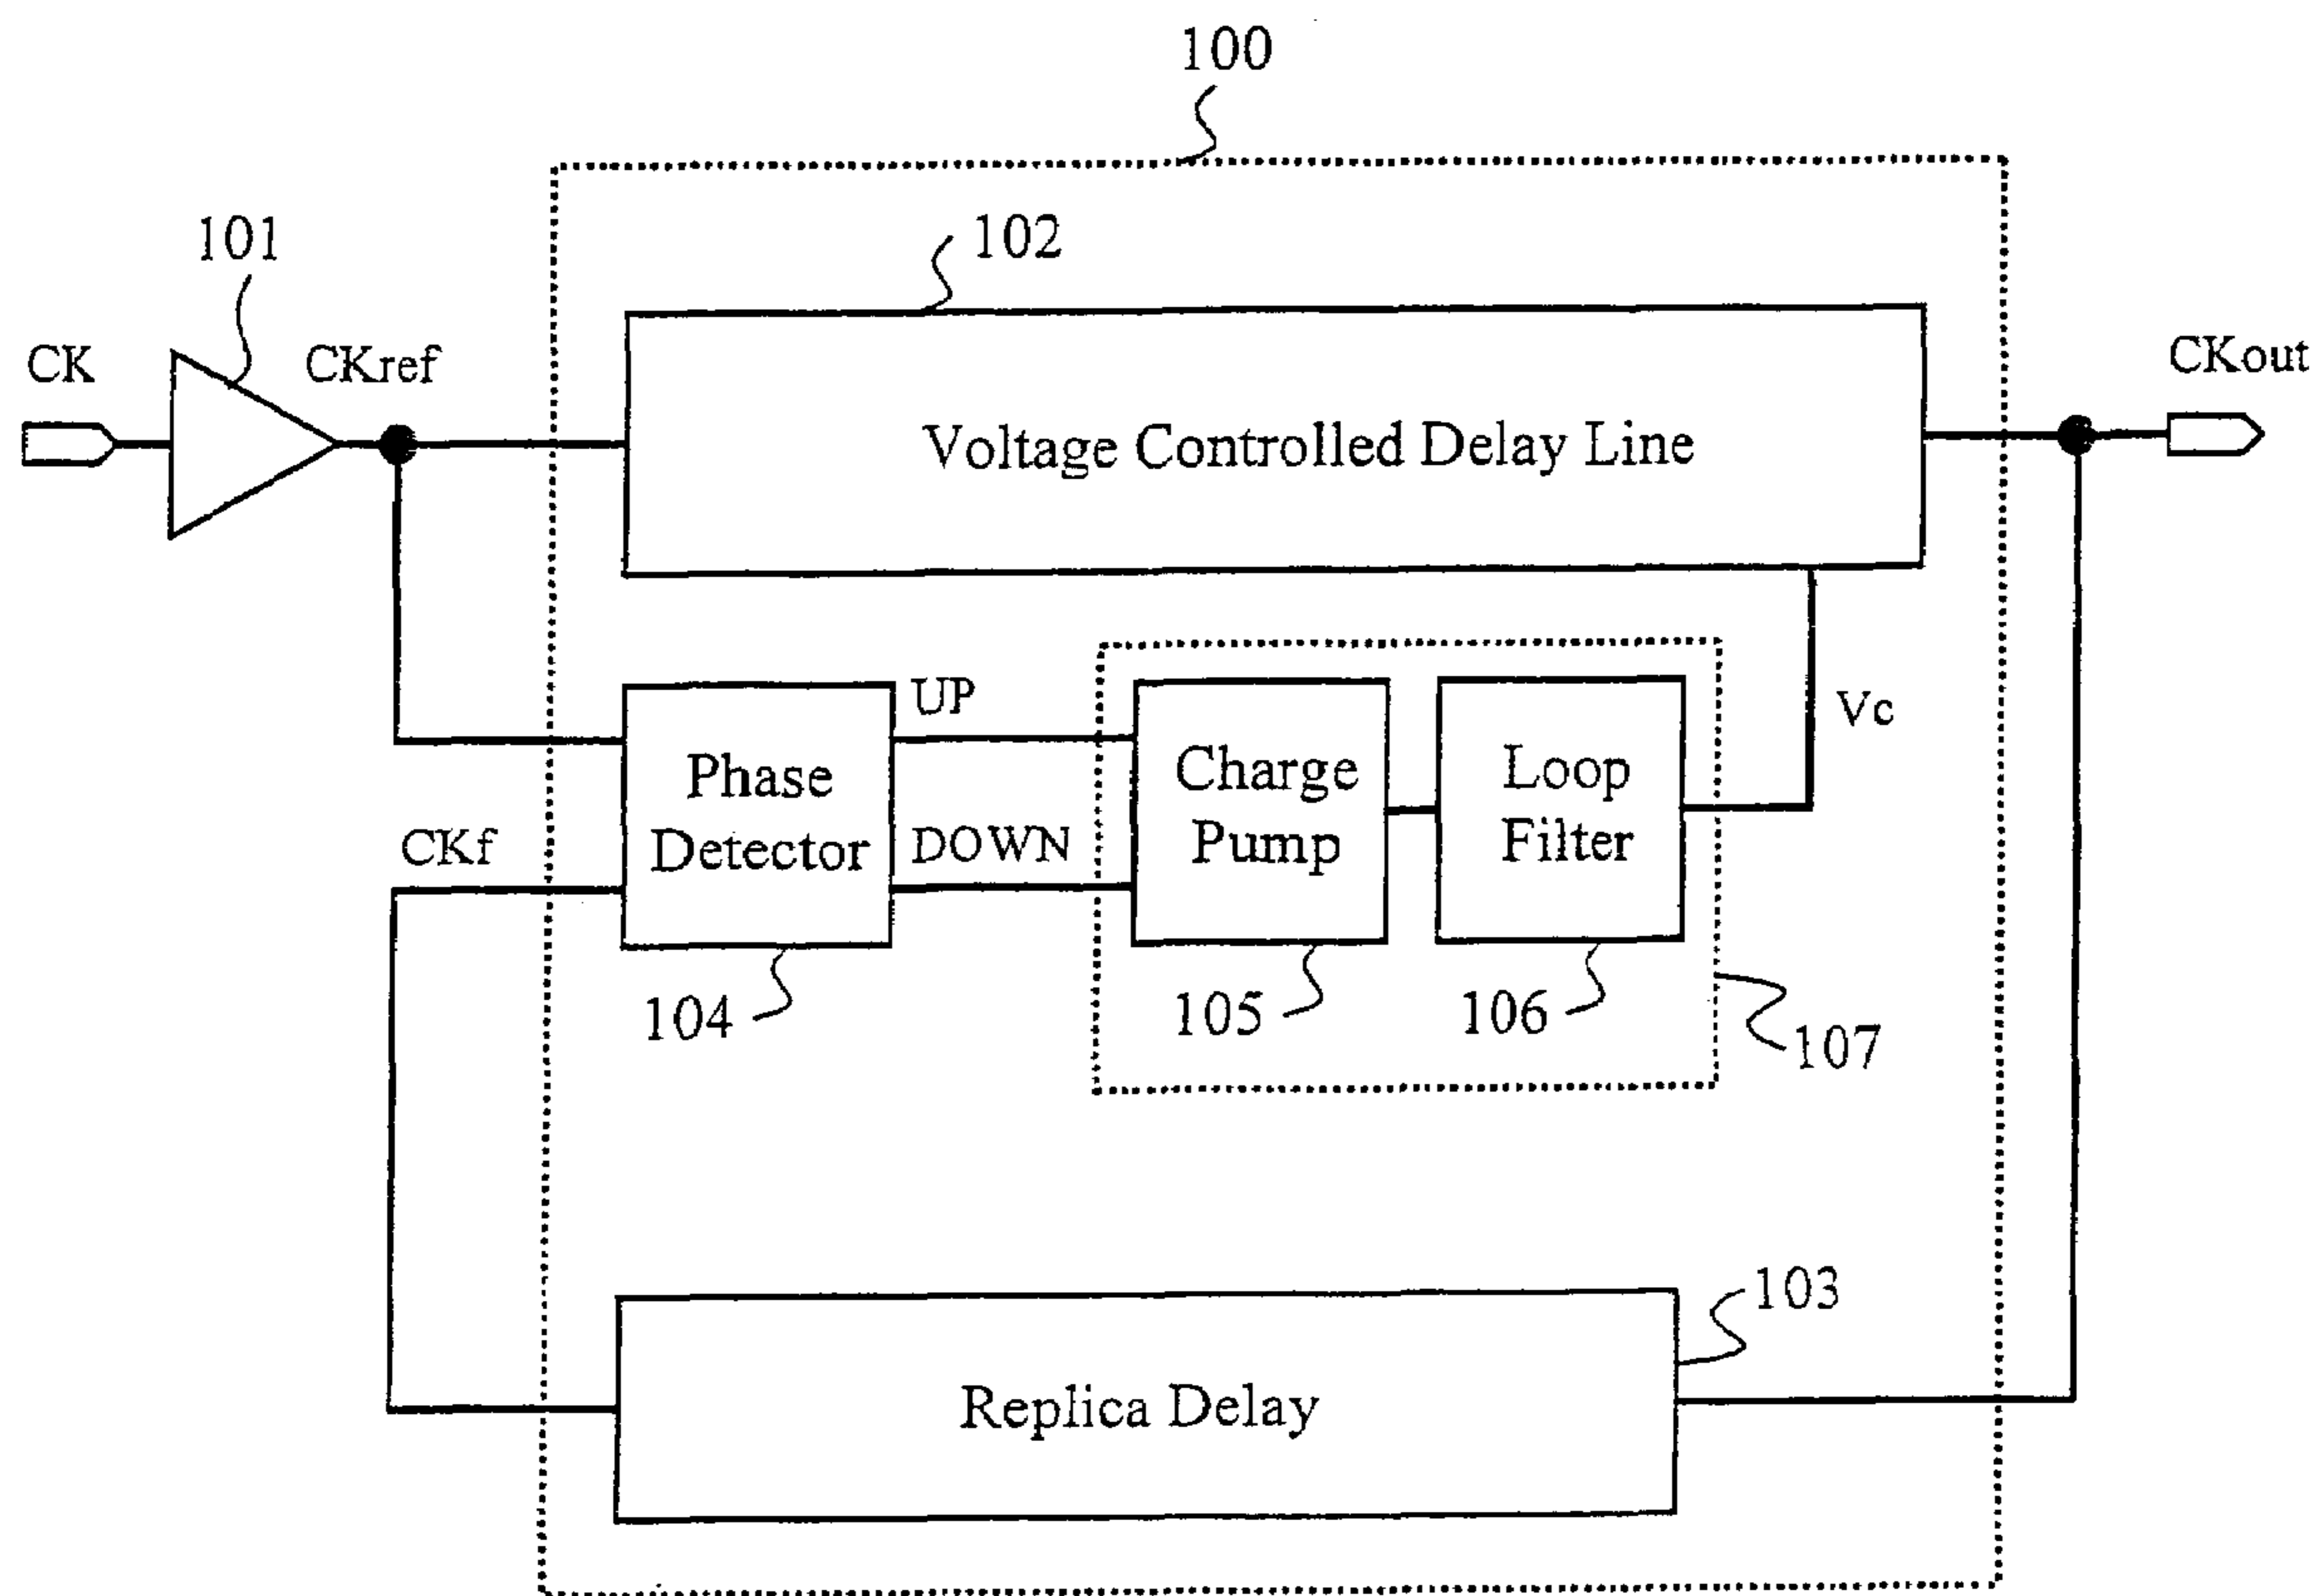 100
102
101
CK
CKref
CKout
Voltage Controlled Delay Line
UP
Vc
Phase
Detector
Charge
Pump
Loop
Filter
CKf
DOWN
104
105
106
107
103
Replica Delay